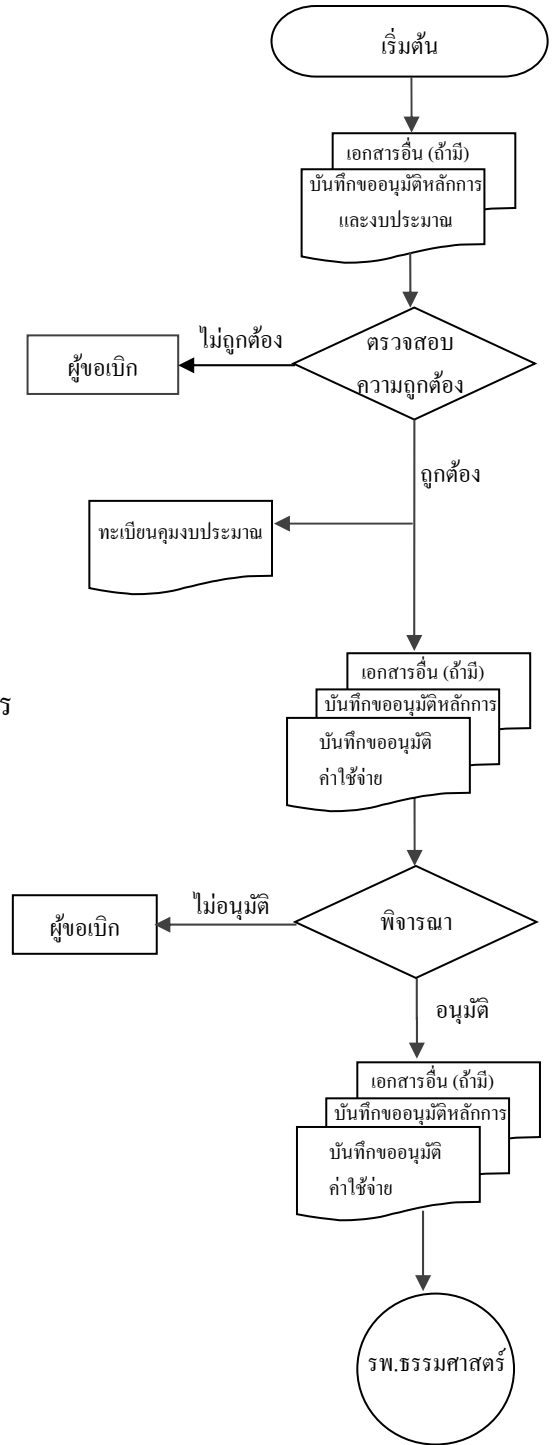 เริ่มต้น
เอกสารอื่น (ถ้ามี)
บันทึกขออนุมัติหลักการ
และงบประมาณ
ตรวจสอบ
ความถูกต้อง
ไม่ถูกต้อง
ผู้ขอเบิก
ถูกต้อง
ทะเบียนคุมงบประมาณ
เอกสารอื่น (ถ้ามี)
ร
บันทึกขออนุมัติหลักการ
บันทึกขออนุมัติ
ค่าใช้จ่าย
พิจารณา
ไม่อนุมัติ
ผู้ขอเบิก
อนุมัติ
เอกสารอื่น (ถ้ามี)
บันทึกขออนุมัติหลักการ
บันทึกขออนุมัติ
ค่าใช้จ่าย
รพ.ธรรมศาสตร์